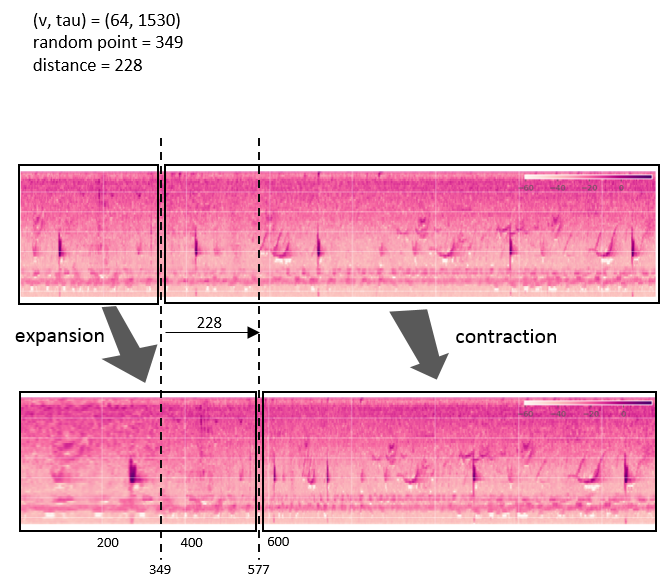 (v, tau) = (64, 1530)
random point = 349
distance = 228
expansion
228
contraction
200
400
600
349
577